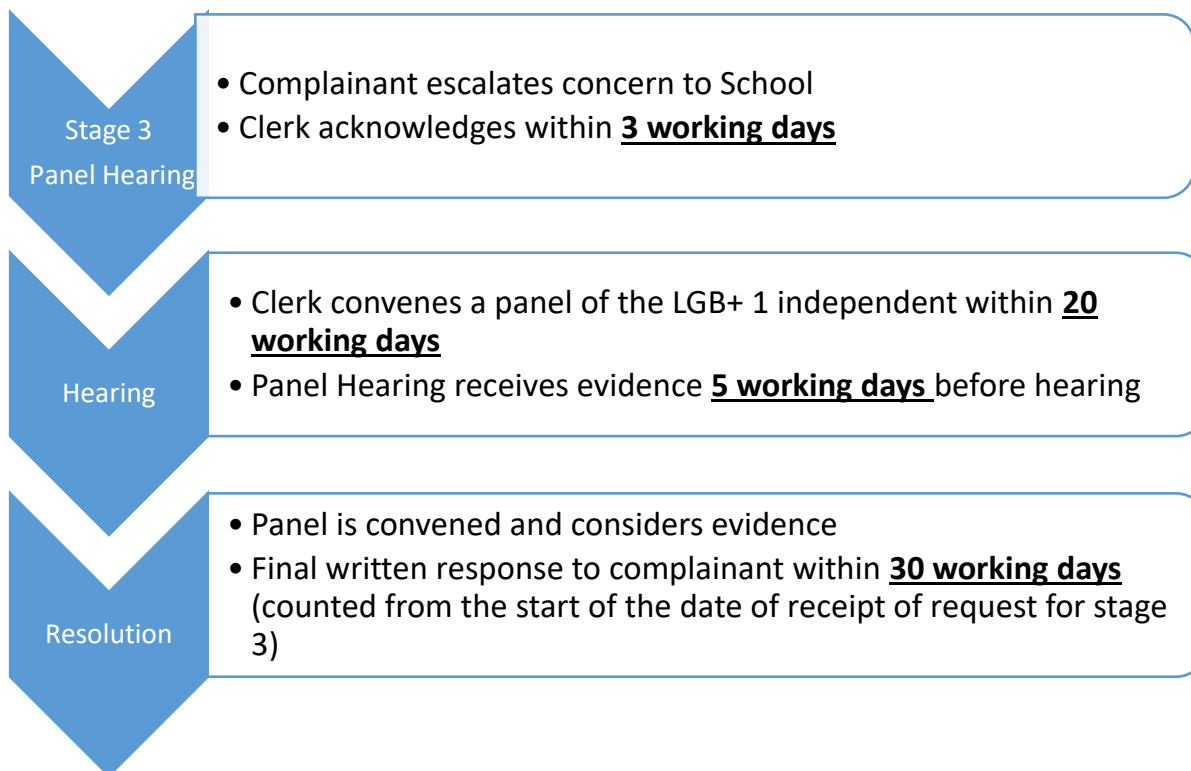 Stage 3
Panel Hearing
• Complainant escalates concern to School
• Clerk acknowledges within 3 working days
Hearing
• Clerk convenes a panel of the LGB+ 1 independent within 20
working days
• Panel Hearing receives evidence 5 working days before hearing
Resolution
• Panel is convened and considers evidence
• Final written response to complainant within 30 working days
(counted from the start of the date of receipt of request for stage
3)